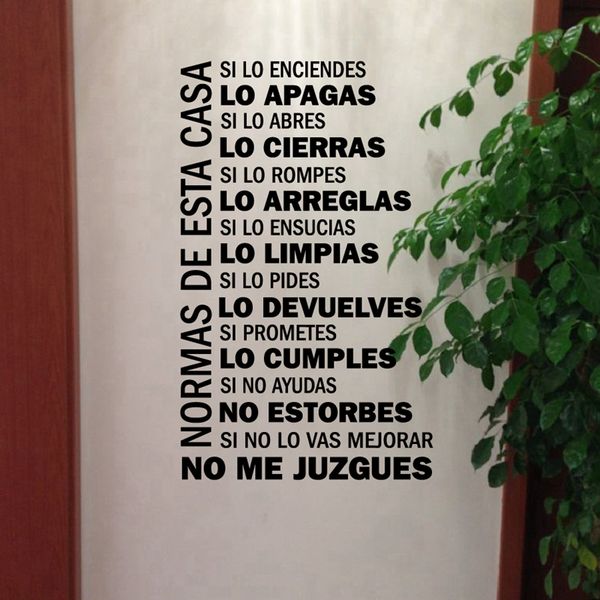 NORMAS DE ESTA CASA
SI LO ENCIENDES
LO APAGAS
SI LO ABRES
LO CIERRAS
SI LO ROMPES
LO ARREGLAS
SI LO ENSUCIAS
LO LIMPIAS
SI LO PIDES
LO DEVUELVES
SI PROMETES
LO CUMPLES
SI NO AYUDAS
NO ESTORBES
SI NO LO VAS MEJORAR
NO ME JUZGUES